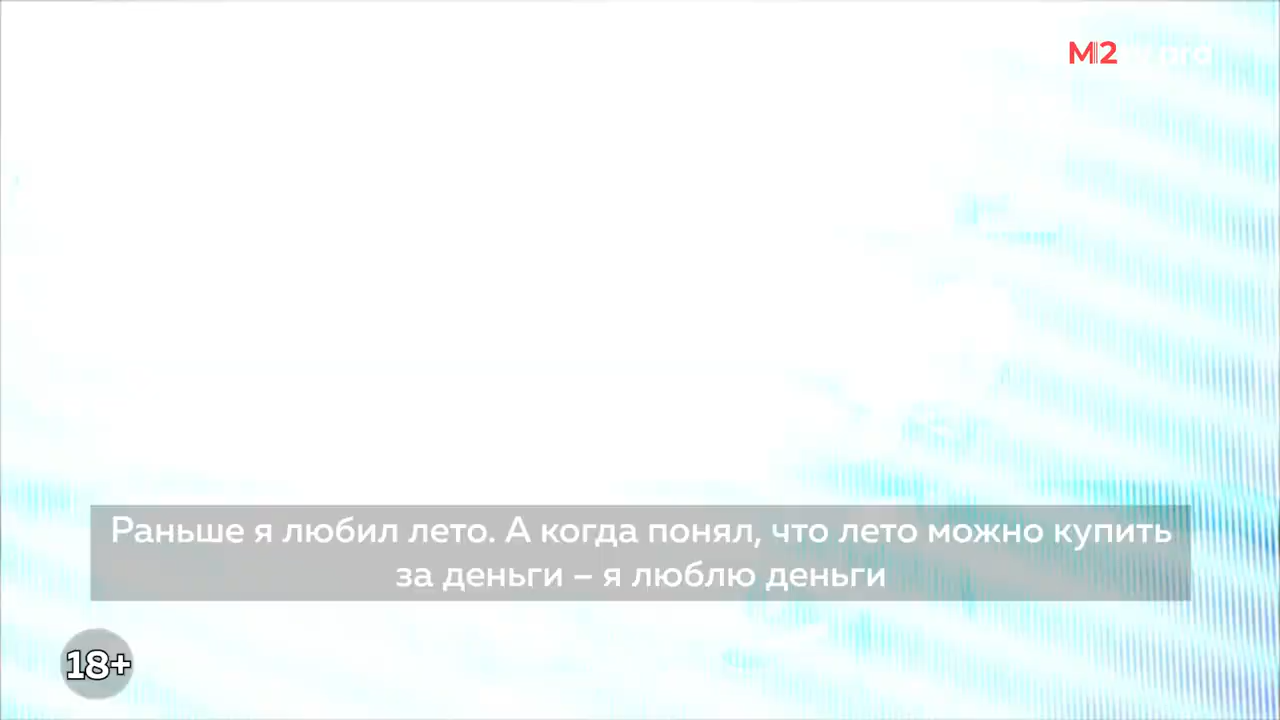 M2
Раньше я любил лето. А когда понял, что лето можно купить
за деньги – я люблю деньги
18+